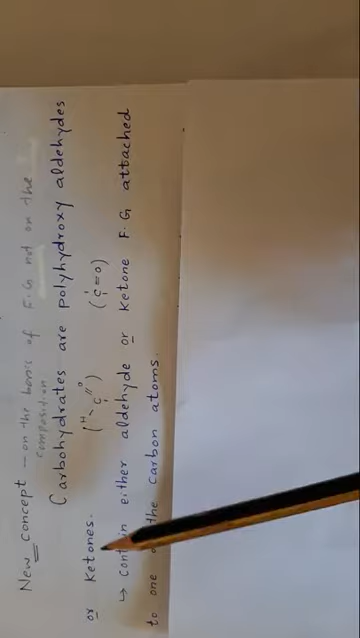 New concept — on the basis of F.G not on the
composition
Carbohydrates are polyhydroxy aldehydes
or Ketones. (H-C=O) (C=O)
↳ contain either aldehyde or Ketone F.G attached
to one the carbon atoms.